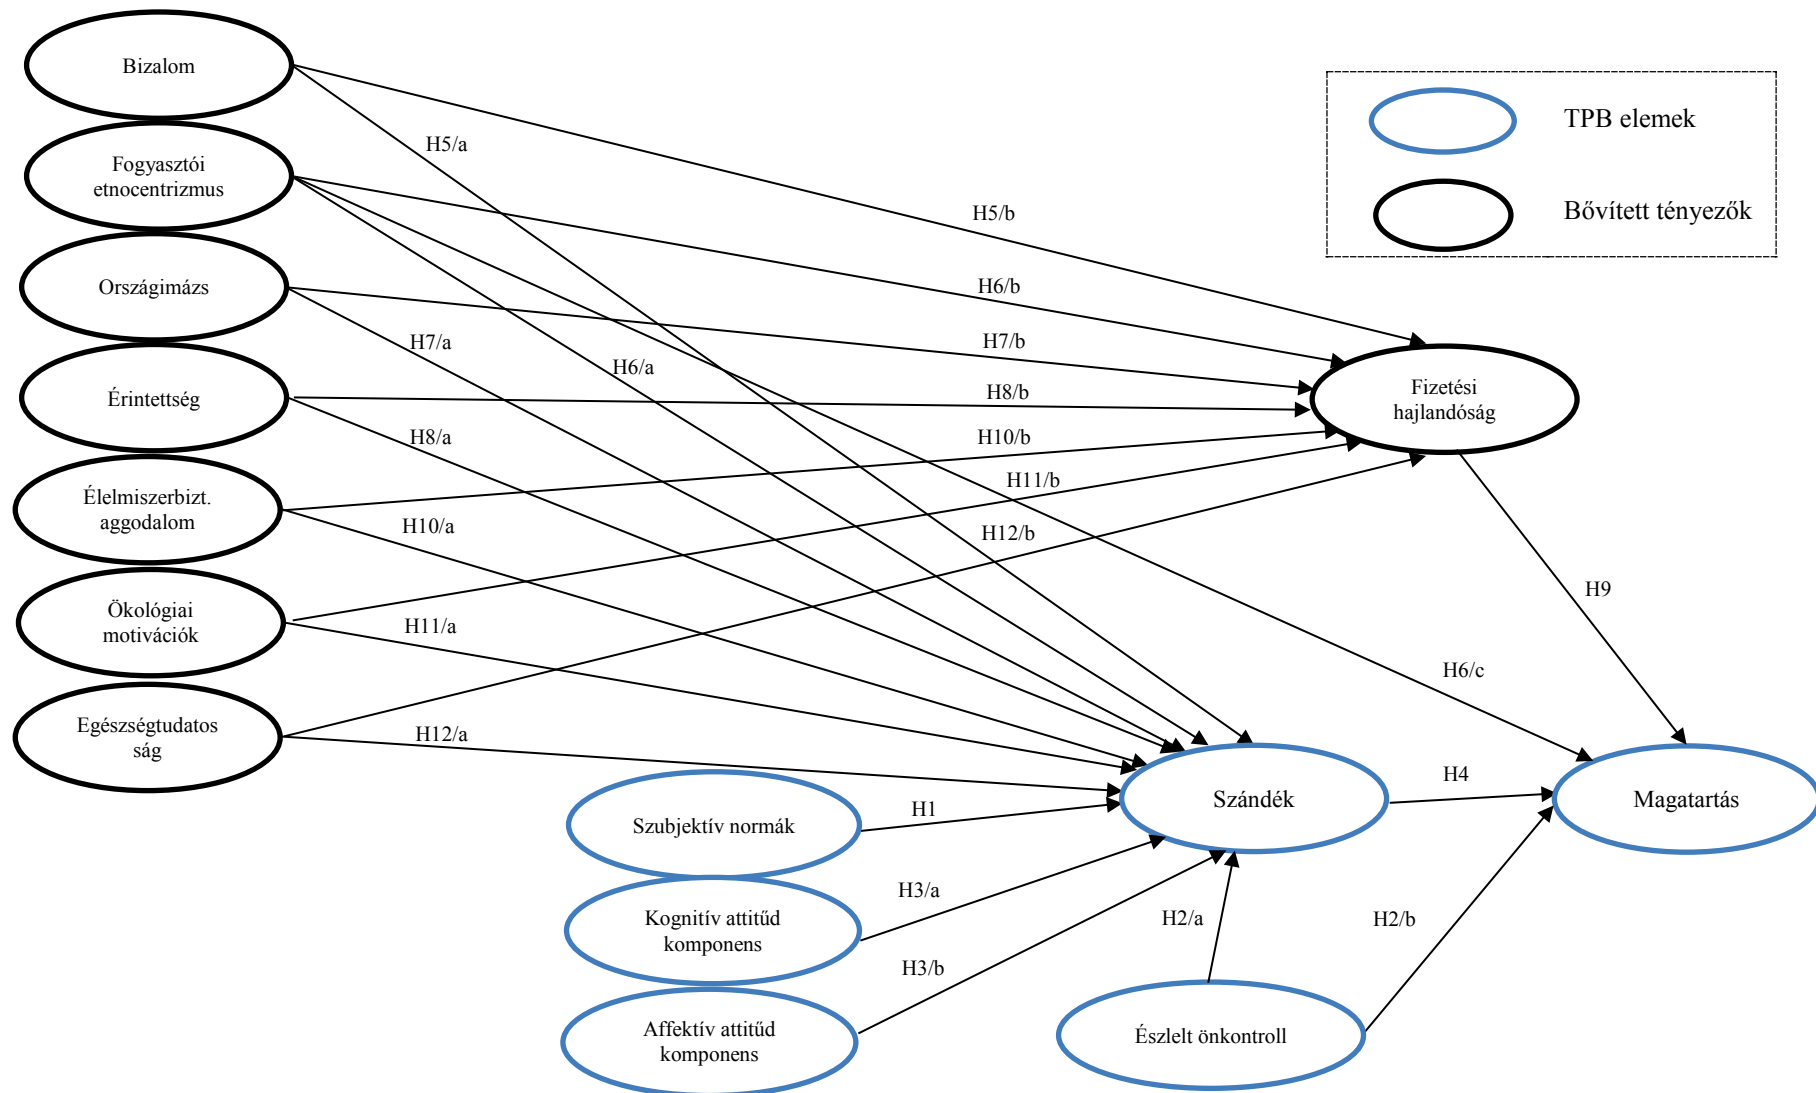 Bizalom
TPB elemek
H5/a
Fogyasztói
etnocentrizmus
H5/b
Bővített tényezők
Országimázs
H6/b
H7/a
H6/a
H7/b
Érintettség
H8/b
Fizetési
hajlandóság
H8/a
H10/b
Élelmiszerbizt.
aggodalom
H11/b
H10/a
H12/b
H9
Ökológiai
motivációk
H11/a
H6/c
Egészségtudatos
ság
H12/a
H4
Szándék
Magatartás
H1
Szubjektív normák
H3/a
Kognitív attitűd
komponens
H2/a
H2/b
H3/b
Affektív attitűd
komponens
Észlelt önkontroll